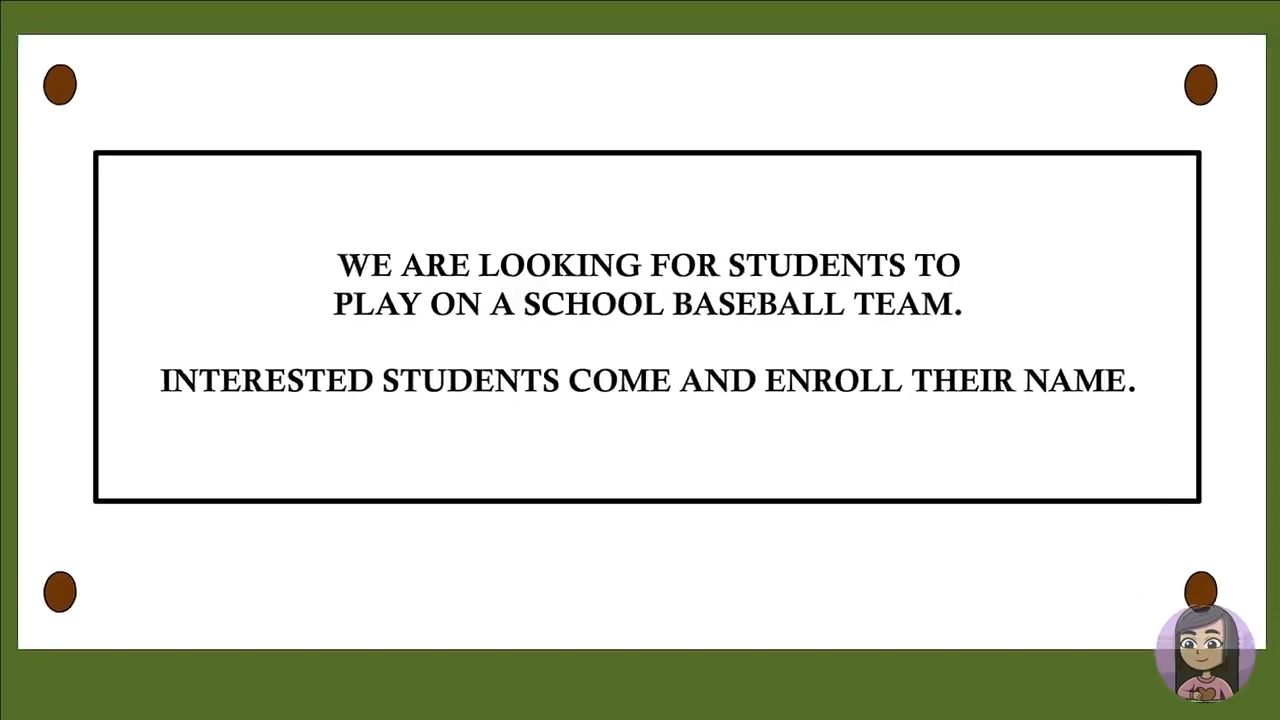 WE ARE LOOKING FOR STUDENTS TO
PLAY ON A SCHOOL BASEBALL TEAM.
INTERESTED STUDENTS COME AND ENROLL THEIR NAME.